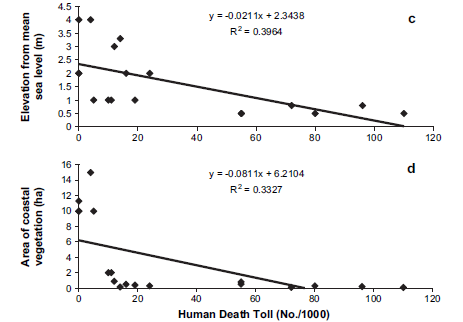 4.5
4
3.5
3
2.5
2
1.5
1
0.5
0
Elevation from mean
sea level (m)
y = -0.0211x + 2.3438
R² = 0.3964
c
0 20 40 60 80 100 120
16
14
12
10
8
6
4
2
0
Area of coastal
vegetation (ha)
y = -0.0811x + 6.2104
R² = 0.3327
d
0 20 40 60 80 100 120
Human Death Toll (No./1000)